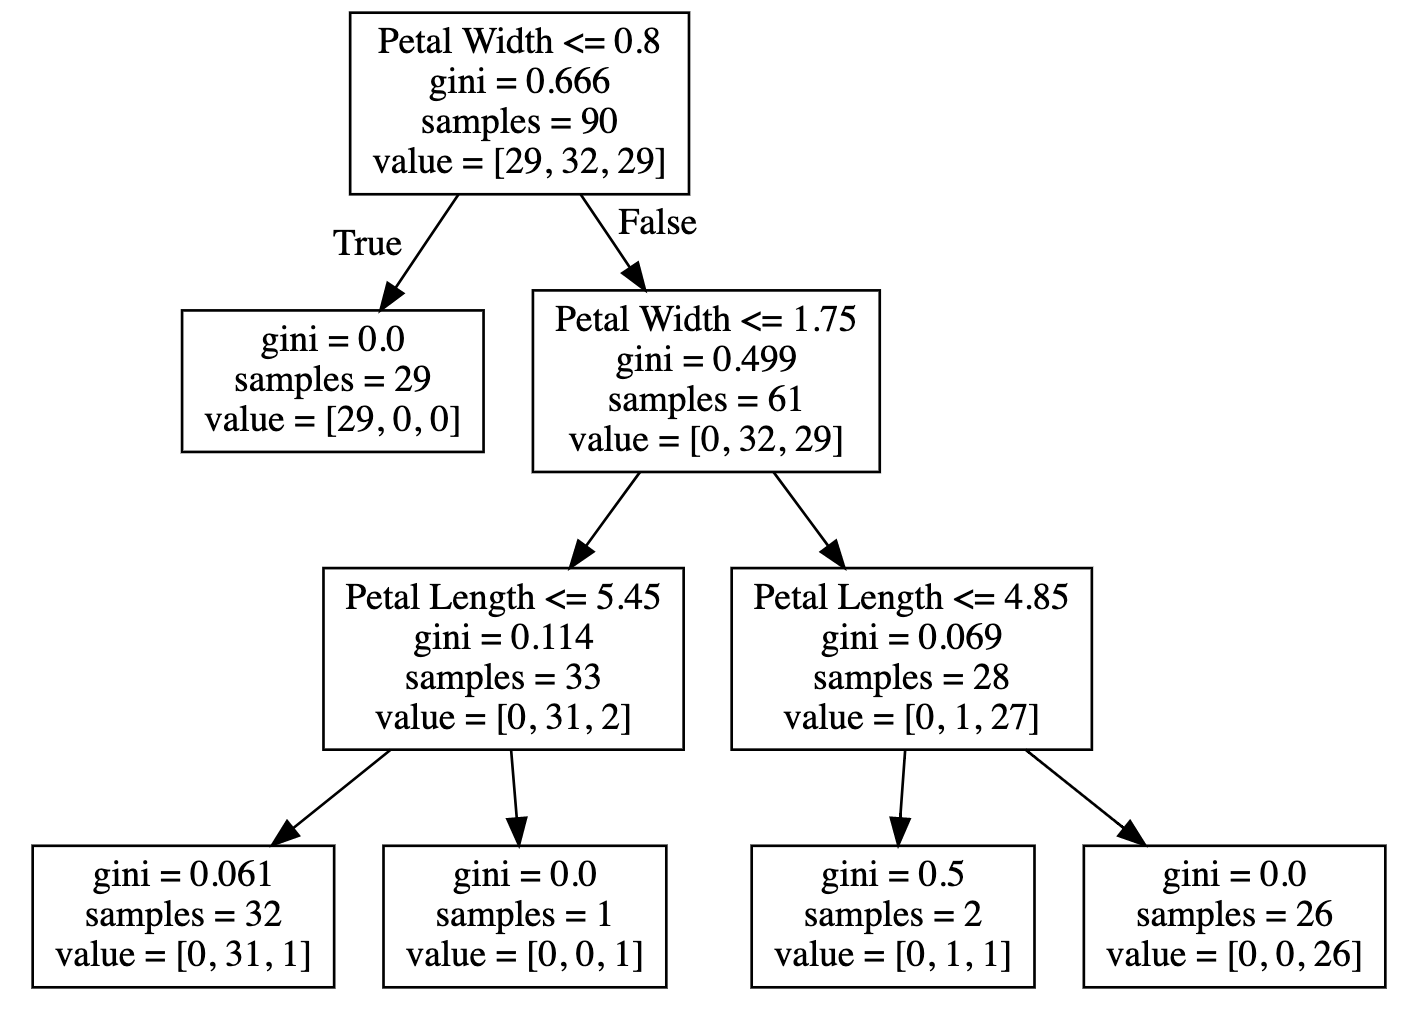 Petal Width <= 0.8
gini = 0.666
samples = 90
value = [29, 32, 29]
True
False
gini = 0.0
samples = 29
value = [29, 0, 0]
Petal Width <= 1.75
gini = 0.499
samples = 61
value = [0, 32, 29]
Petal Length <= 5.45
gini = 0.114
samples = 33
value = [0, 31, 2]
Petal Length <= 4.85
gini = 0.069
samples = 28
value = [0, 1, 27]
gini = 0.061
samples = 32
value = [0, 31, 1]
gini = 0.0
samples = 1
value = [0, 0, 1]
gini = 0.5
samples = 2
value = [0, 1, 1]
gini = 0.0
samples = 26
value = [0, 0, 26]